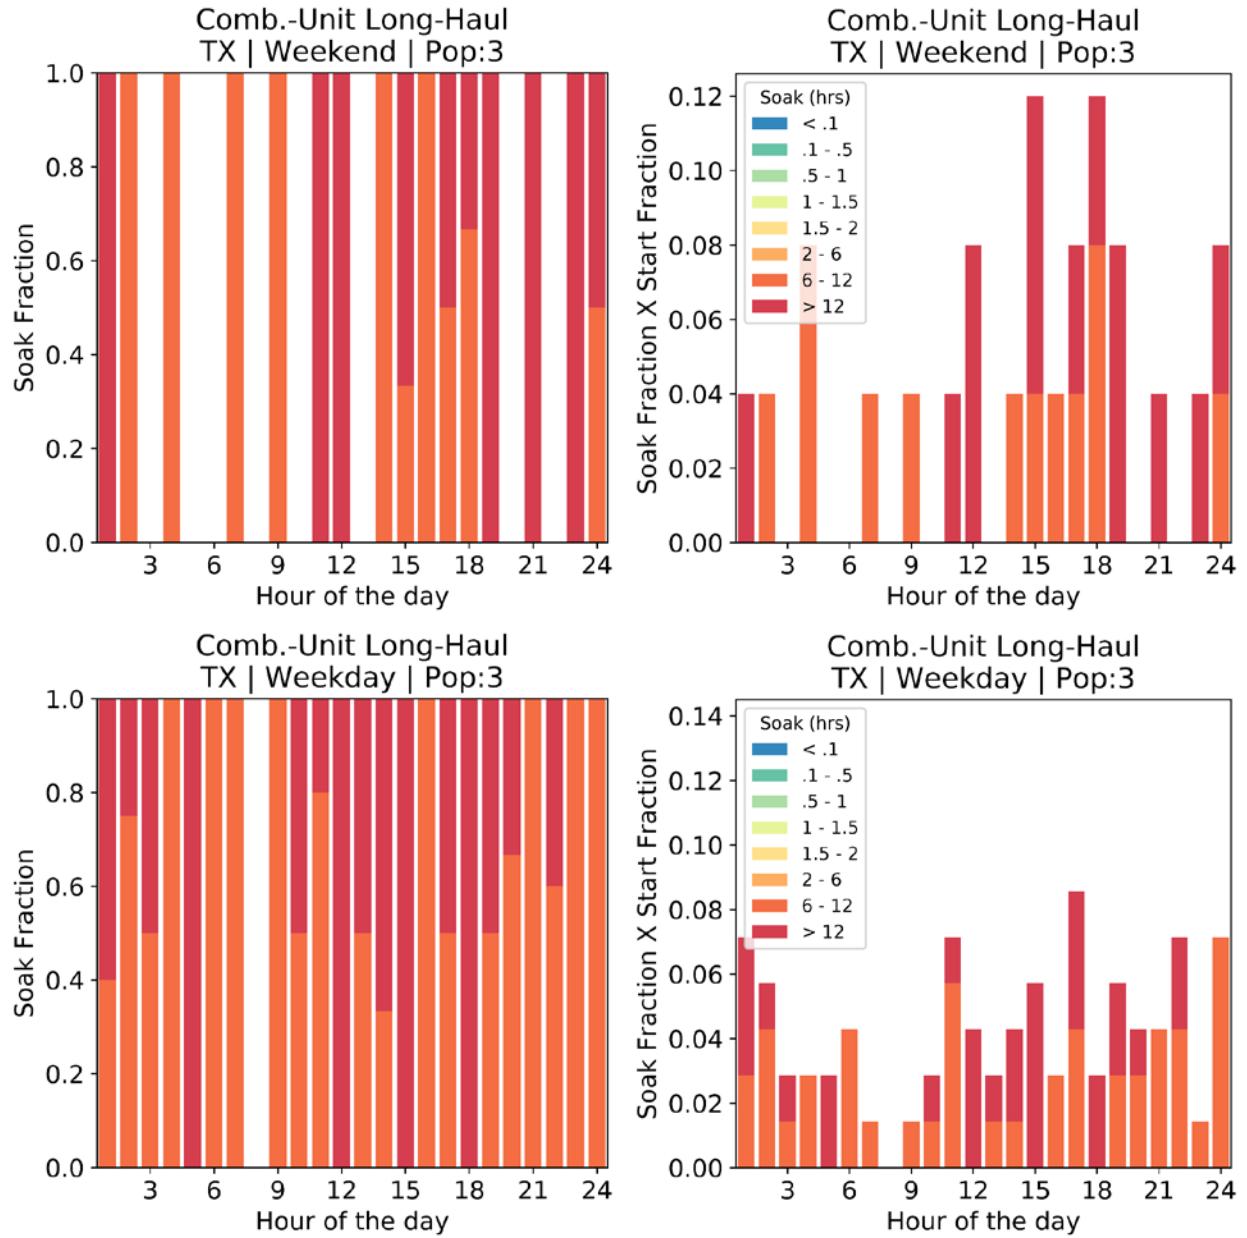 Comb.-Unit Long-Haul
TX | Weekend | Pop:3
1.0
0.8
0.6
0.4
0.2
0.0
Soak Fraction
3 6 9 12 15 18 21 24
Hour of the day
Comb.-Unit Long-Haul
TX | Weekend | Pop:3
0.12
0.10
0.08
0.06
0.04
0.02
0.00
Soak Fraction X Start Fraction
Soak (hrs)
< .1
.1 - .5
.5 - 1
1 - 1.5
1.5 - 2
2 - 6
6 - 12
> 12
3 6 9 12 15 18 21 24
Hour of the day
Comb.-Unit Long-Haul
TX | Weekday | Pop:3
1.0
0.8
0.6
0.4
0.2
0.0
Soak Fraction
3 6 9 12 15 18 21 24
Hour of the day
Comb.-Unit Long-Haul
TX | Weekday | Pop:3
0.14
0.12
0.10
0.08
0.06
0.04
0.02
0.00
Soak Fraction X Start Fraction
Soak (hrs)
< .1
.1 - .5
.5 - 1
1 - 1.5
1.5 - 2
2 - 6
6 - 12
> 12
3 6 9 12 15 18 21 24
Hour of the day